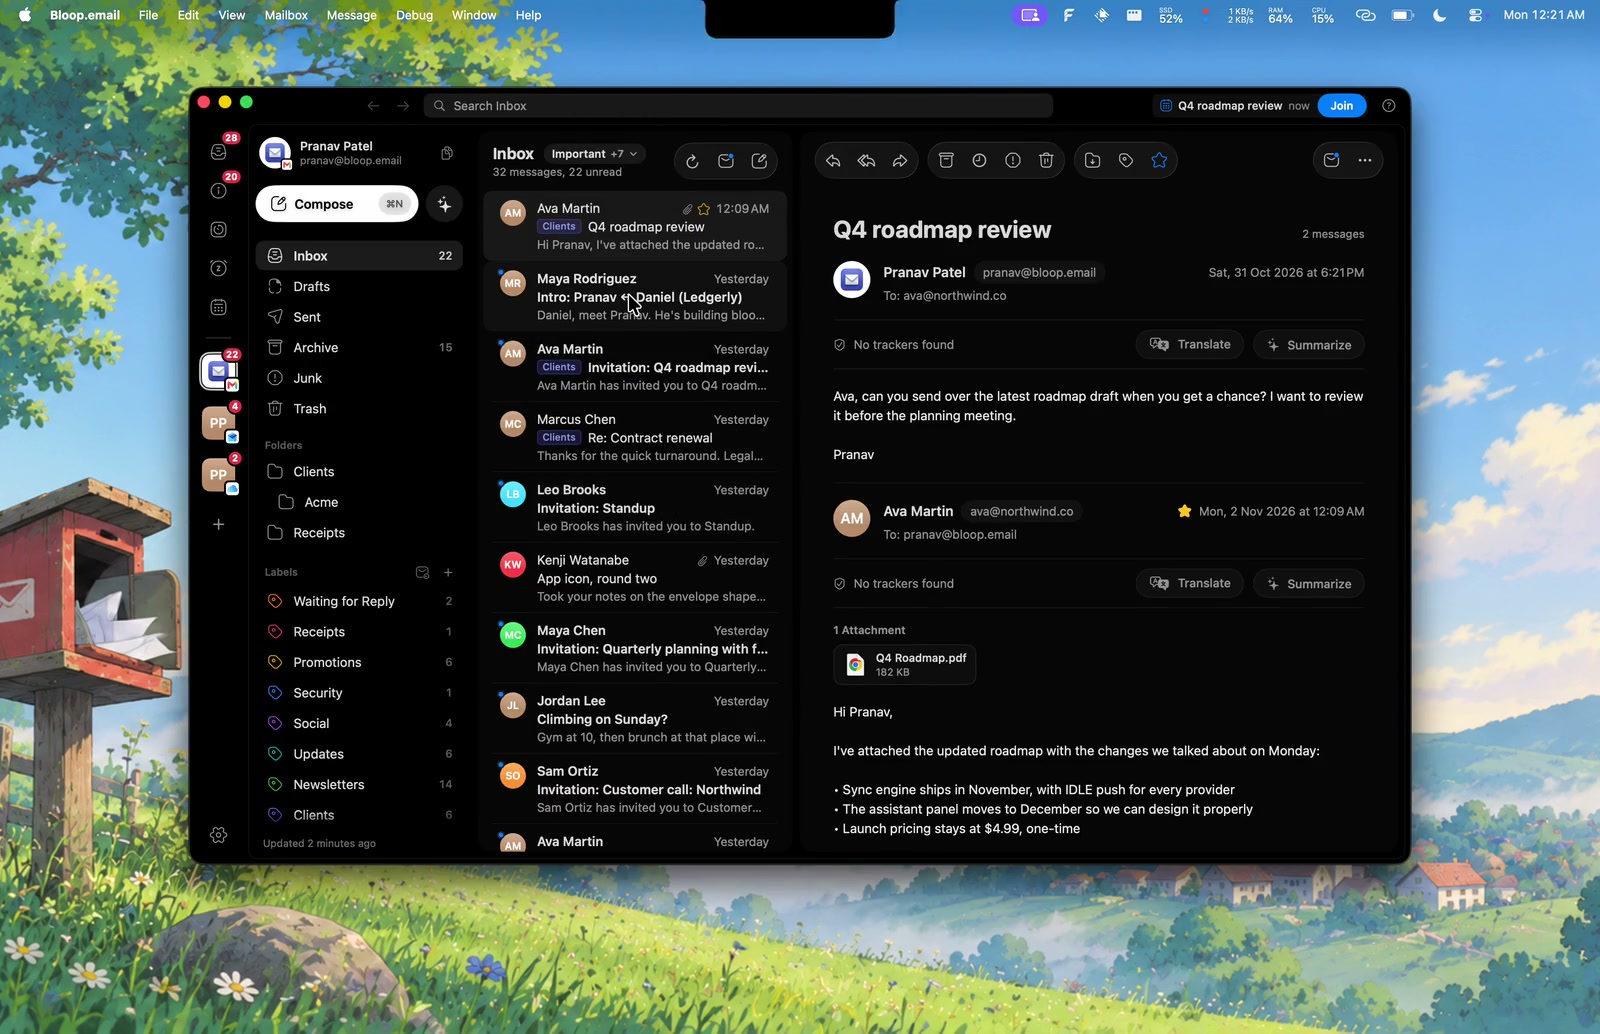 Bloop.email File Edit View Mailbox Message Debug Window Help
SSD 52% 1 KB/s 2 KB/s RAM 64% CPU 15% Mon 12:21 AM
Search Inbox
Q4 roadmap review now Join
28
20
22
4
PP
2
PP
Pranav Patel
pranav@bloop.email
Compose ⌘N
Inbox 22
Drafts
Sent
Archive 15
Junk
Trash
Folders
Clients
Acme
Receipts
Labels
Waiting for Reply 2
Receipts 1
Promotions 6
Security 1
Social 4
Updates 6
Newsletters 14
Clients 6
Updated 2 minutes ago
Inbox Important +7
32 messages, 22 unread
AM Ava Martin 12:09 AM
Clients Q4 roadmap review
Hi Pranav, I've attached the updated ro...
MR Maya Rodriguez Yesterday
Intro: Pranav Daniel (Ledgerly)
Daniel, meet Pranav. He's building bloo...
AM Ava Martin Yesterday
Clients Invitation: Q4 roadmap revi...
Ava Martin has invited you to Q4 roadm...
MC Marcus Chen Yesterday
Clients Re: Contract renewal
Thanks for the quick turnaround. Legal...
LB Leo Brooks Yesterday
Invitation: Standup
Leo Brooks has invited you to Standup.
KW Kenji Watanabe Yesterday
App icon, round two
Took your notes on the envelope shape...
MC Maya Chen Yesterday
Invitation: Quarterly planning with f...
Maya Chen has invited you to Quarterly...
JL Jordan Lee Yesterday
Climbing on Sunday?
Gym at 10, then brunch at that place wi...
SO Sam Ortiz Yesterday
Invitation: Customer call: Northwind
Sam Ortiz has invited you to Customer...
AM Ava Martin Yesterday
Q4 roadmap review
2 messages
Pranav Patel pranav@bloop.email Sat, 31 Oct 2026 at 6:21 PM
To: ava@northwind.co
No trackers found Translate Summarize
Ava, can you send over the latest roadmap draft when you get a chance? I want to review
it before the planning meeting.
Pranav
AM Ava Martin ava@northwind.co Mon, 2 Nov 2026 at 12:09 AM
To: pranav@bloop.email
No trackers found Translate Summarize
1 Attachment
Q4 Roadmap.pdf
182 KB
Hi Pranav,
I've attached the updated roadmap with the changes we talked about on Monday:
• Sync engine ships in November, with IDLE push for every provider
• The assistant panel moves to December so we can design it properly
• Launch pricing stays at $4.99, one-time